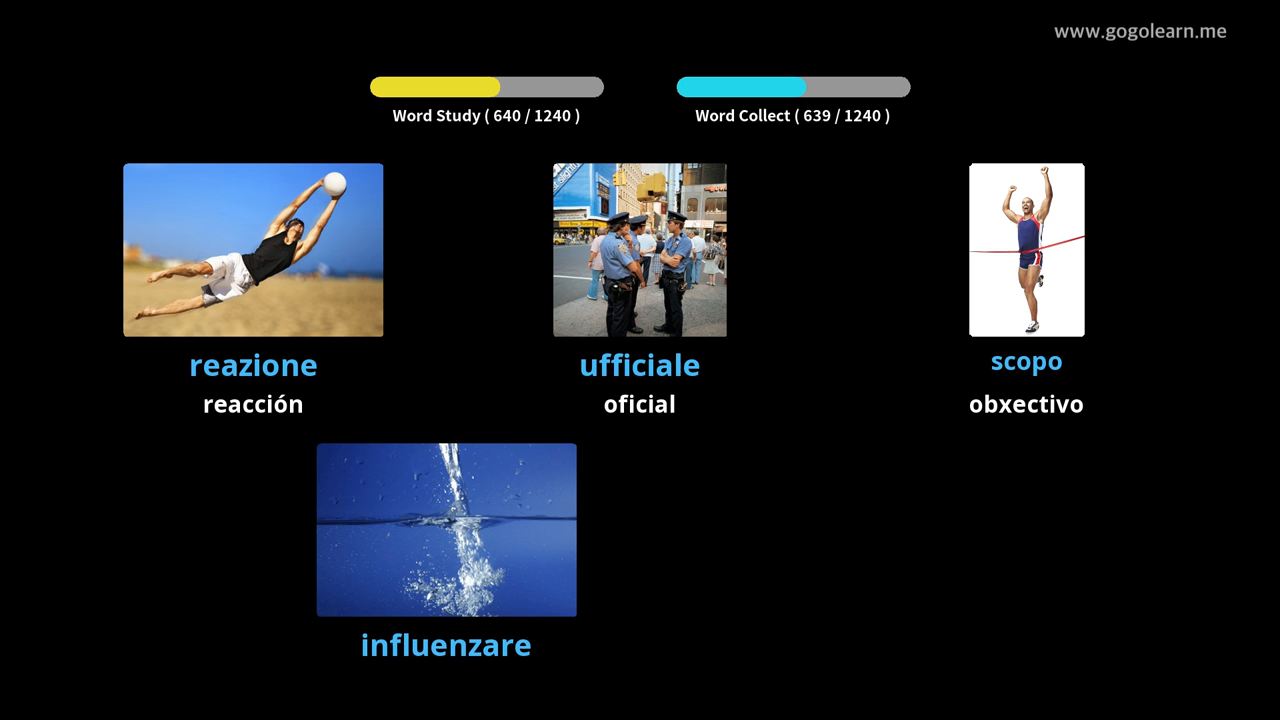 www.gogolearn.me
Word Study ( 640 / 1240 )
Word Collect ( 639 / 1240 )
reazione
reacción
ufficiale
oficial
scopo
obxectivo
influenzare